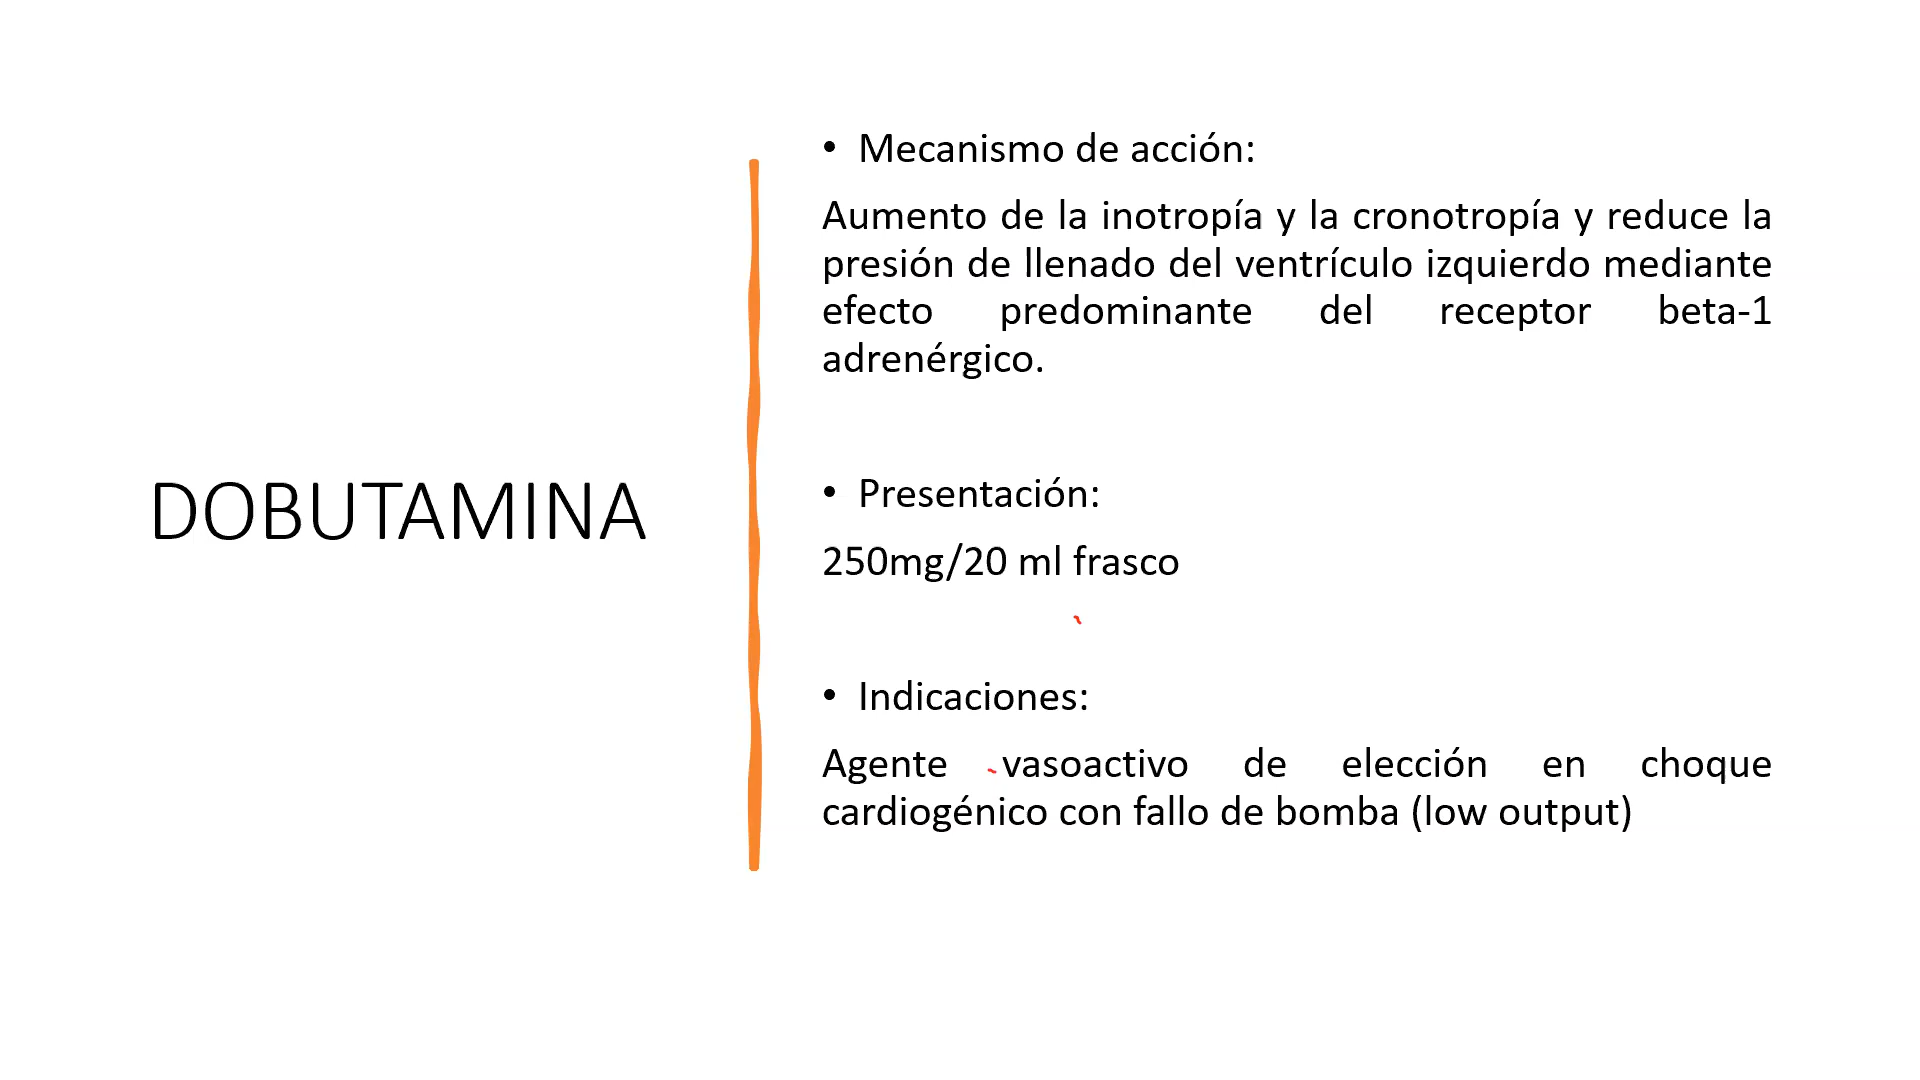 DOBUTAMINA
• Mecanismo de acción:
Aumento de la inotropía y la cronotropía y reduce la
presión de llenado del ventrículo izquierdo mediante
efecto predominante del receptor beta-1
adrenérgico.
• Presentación:
250mg/20 ml frasco
• Indicaciones:
Agente vasoactivo de elección en choque
cardiogénico con fallo de bomba (low output)